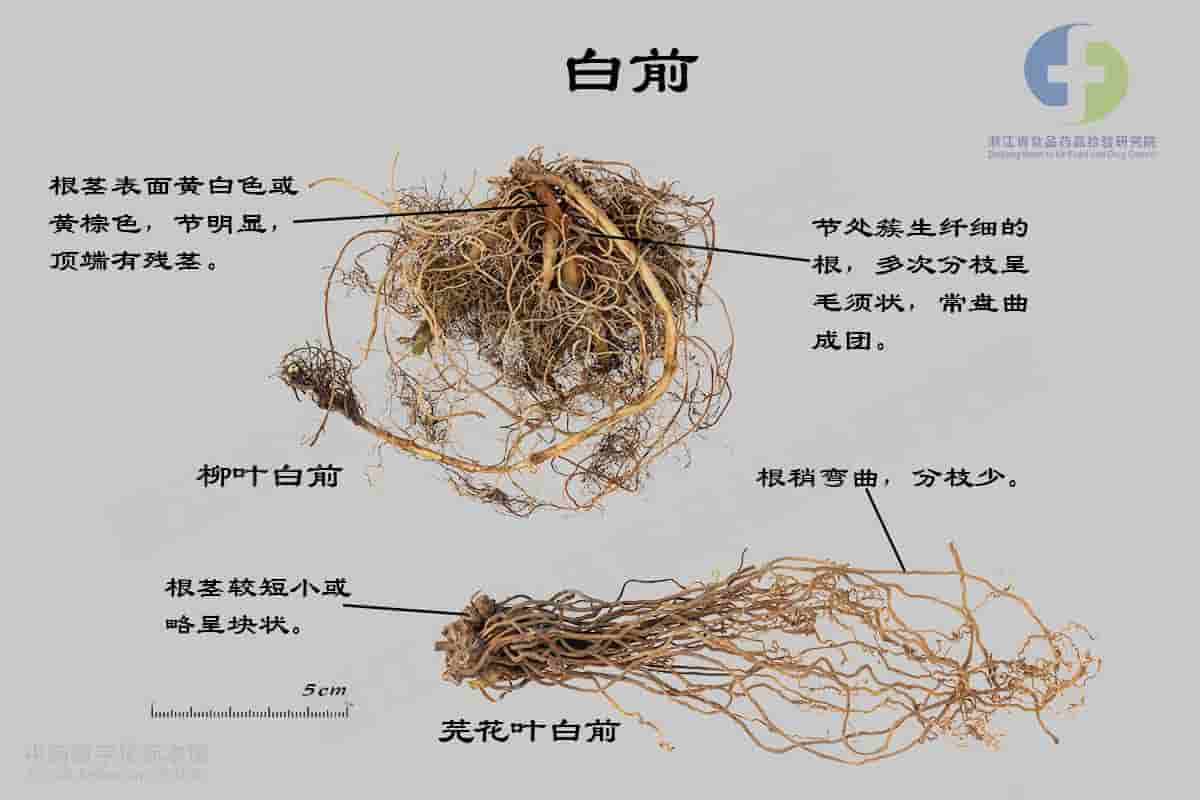 白前
浙江省食品药品检验研究院
根茎表面黄白色或
黄棕色，节明显，
顶端有残茎。
节处簇生纤细的
根，多次分枝呈
毛须状，常盘曲
成团。
柳叶白前
根稍弯曲，分枝少。
根茎较短小或
略呈块状。
5cm
芫花叶白前